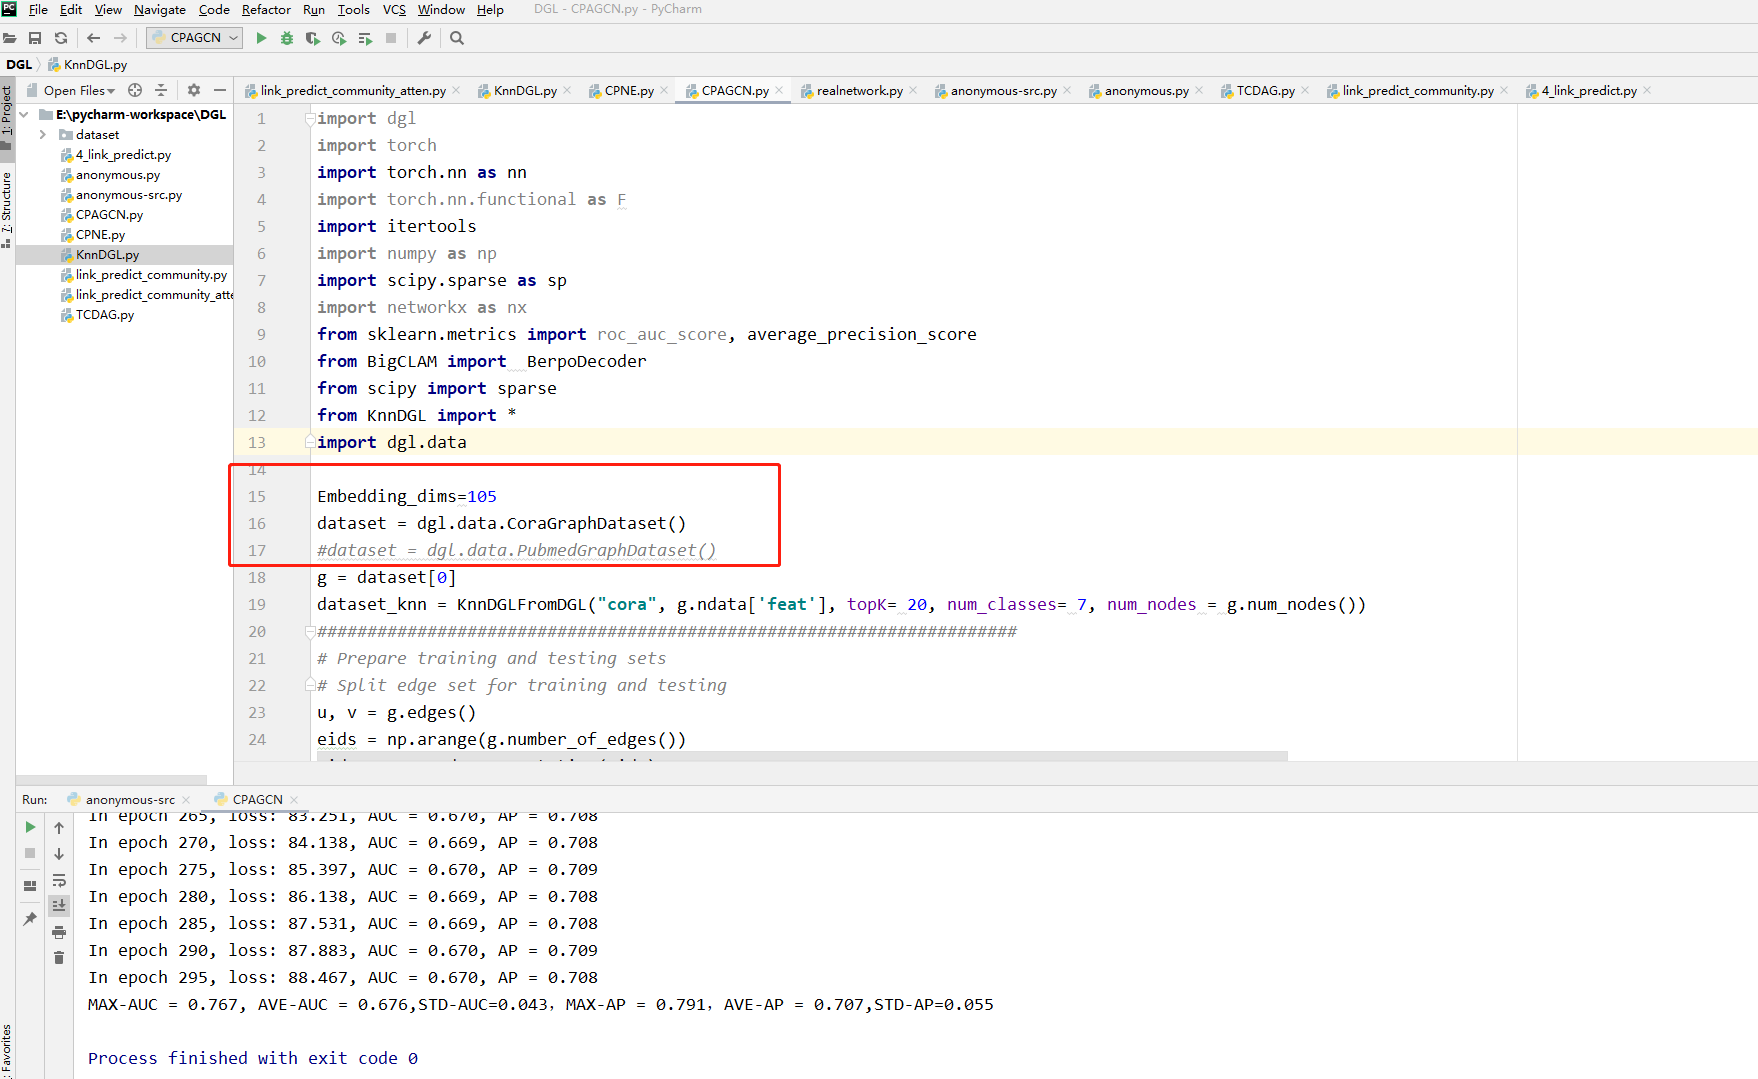 File Edit View Navigate Code Refactor Run Tools VCS Window Help DGL - CPAGCN.py - PyCharm
CPAGCN
DGL KnnDGL.py
Open Files
link_predict_community_atten.py KnnDGL.py CPNE.py CPAGCN.py realnetwork.py anonymous-src.py anonymous.py TCDAG.py link_predict_community.py 4_link_predict.py
1: Project
7: Structure
E:\pycharm-workspace\DGL
dataset
4_link_predict.py
anonymous.py
anonymous-src.py
CPAGCN.py
CPNE.py
KnnDGL.py
link_predict_community.py
link_predict_community_atte
TCDAG.py
1 import dgl
2 import torch
3 import torch.nn as nn
4 import torch.nn.functional as F
5 import itertools
6 import numpy as np
7 import scipy.sparse as sp
8 import networkx as nx
9 from sklearn.metrics import roc_auc_score, average_precision_score
10 from BigCLAM import  BerpoDecoder
11 from scipy import sparse
12 from KnnDGL import *
13 import dgl.data
14
15 Embedding_dims=105
16 dataset = dgl.data.CoraGraphDataset()
17 #dataset = dgl.data.PubmedGraphDataset()
18 g = dataset[0]
19 dataset_knn = KnnDGLFromDGL("cora", g.ndata['feat'], topK= 20, num_classes= 7, num_nodes = g.num_nodes())
20 ######################################################################
21 # Prepare training and testing sets
22 # Split edge set for training and testing
23 u, v = g.edges()
24 eids = np.arange(g.number_of_edges())
Run: anonymous-src CPAGCN
In epoch 265, loss: 83.251, AUC = 0.670, AP = 0.708
In epoch 270, loss: 84.138, AUC = 0.669, AP = 0.708
In epoch 275, loss: 85.397, AUC = 0.670, AP = 0.709
In epoch 280, loss: 86.138, AUC = 0.669, AP = 0.708
In epoch 285, loss: 87.531, AUC = 0.669, AP = 0.708
In epoch 290, loss: 87.883, AUC = 0.670, AP = 0.709
In epoch 295, loss: 88.467, AUC = 0.670, AP = 0.708
MAX-AUC = 0.767, AVE-AUC = 0.676,STD-AUC=0.043, MAX-AP = 0.791, AVE-AP = 0.707,STD-AP=0.055
Process finished with exit code 0
: Favorites